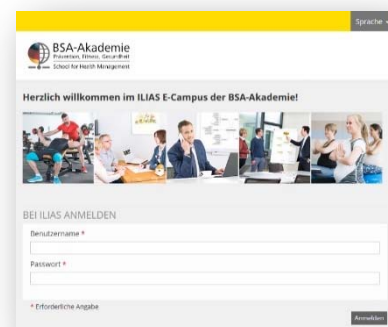 Sprache
BSA-Akademie
Prävention, Fitness, Gesundheit
School for Health Management
Herzlich willkommen im ILIAS E-Campus der BSA-Akademie!
BEI ILIAS ANMELDEN
Benutzername *
Passwort *
* Erforderliche Angabe
Anmelden